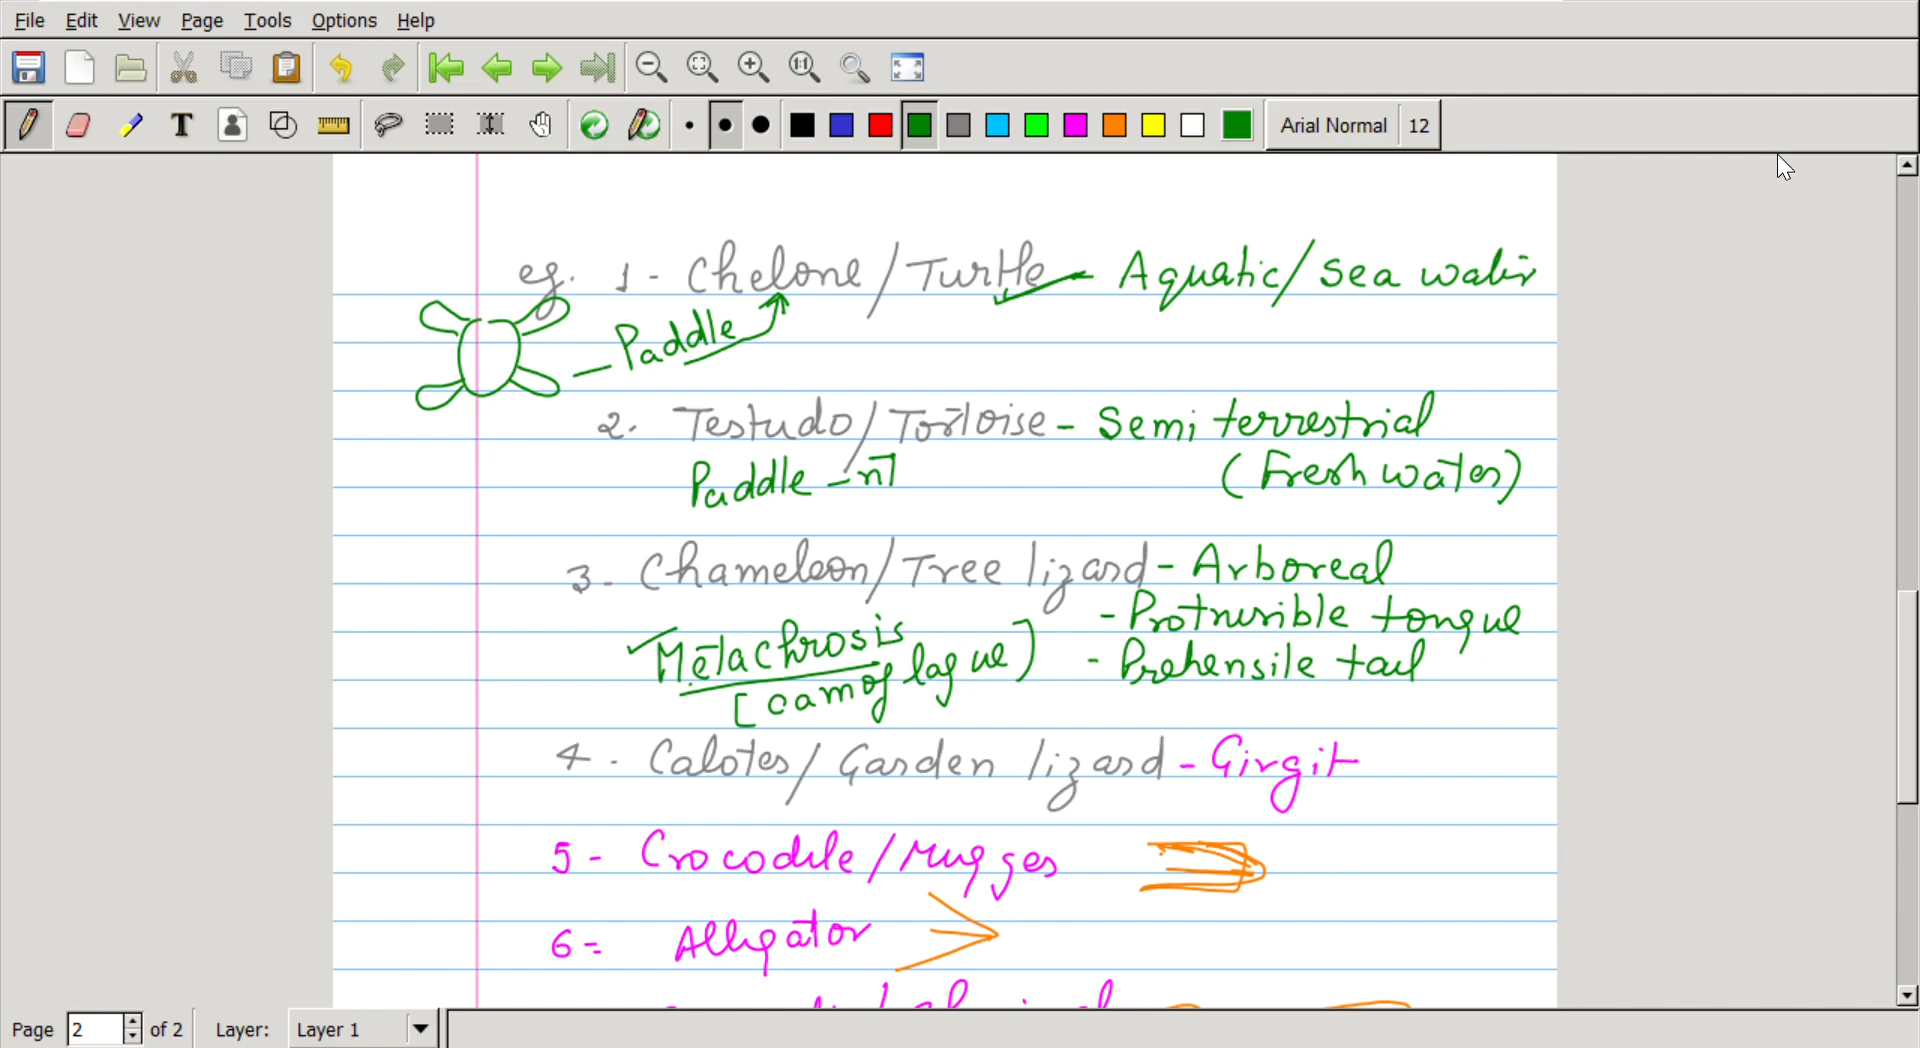 File Edit View Page Tools Options Help
Arial Normal 12
eg. 1 - Chelone / Turtle - Aquatic / Sea water
- Paddle
2. Testudo / Tortoise - Semi terrestrial
Paddle - n
(Fresh water)
3 - Chameleon / Tree lizard - Arboreal
- Protrusible tongue
Metachrosis
[camoflague]
- Prehensile tail
4 - Calotes / Garden lizard - Girgit
5 - Crocodile / Mugger
6 = Alligator
Page 2 of 2 Layer: Layer 1